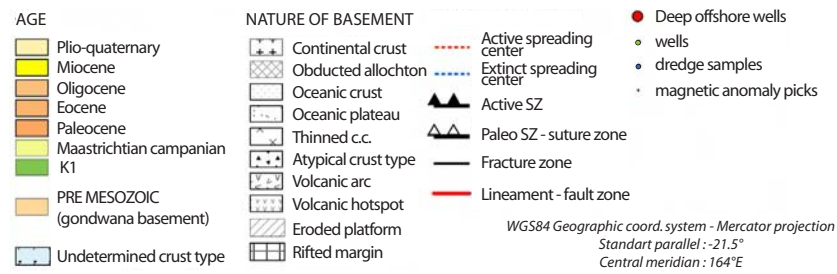 AGE
Plio-quaternary
Miocene
Oligocene
Eocene
Paleocene
Maastrichtian campanian
K1
PRE MESOZOIC
(gondwana basement)
Undetermined crust type
NATURE OF BASEMENT
Continental crust
Obducted allochton
Oceanic crust
Oceanic plateau
Thinned c.c.
Atypical crust type
Volcanic arc
Volcanic hotspot
Eroded platform
Rifted margin
Active spreading
center
Extinct spreading
center
Active SZ
Paleo SZ - suture zone
Fracture zone
Lineament - fault zone
Deep offshore wells
wells
dredge samples
magnetic anomaly picks
WGS84 Geographic coord. system - Mercator projection
Standart parallel : -21.5°
Central meridian : 164°E